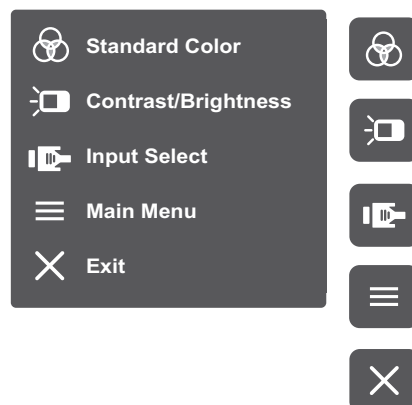 Standard Color
Contrast/Brightness
Input Select
Main Menu
Exit